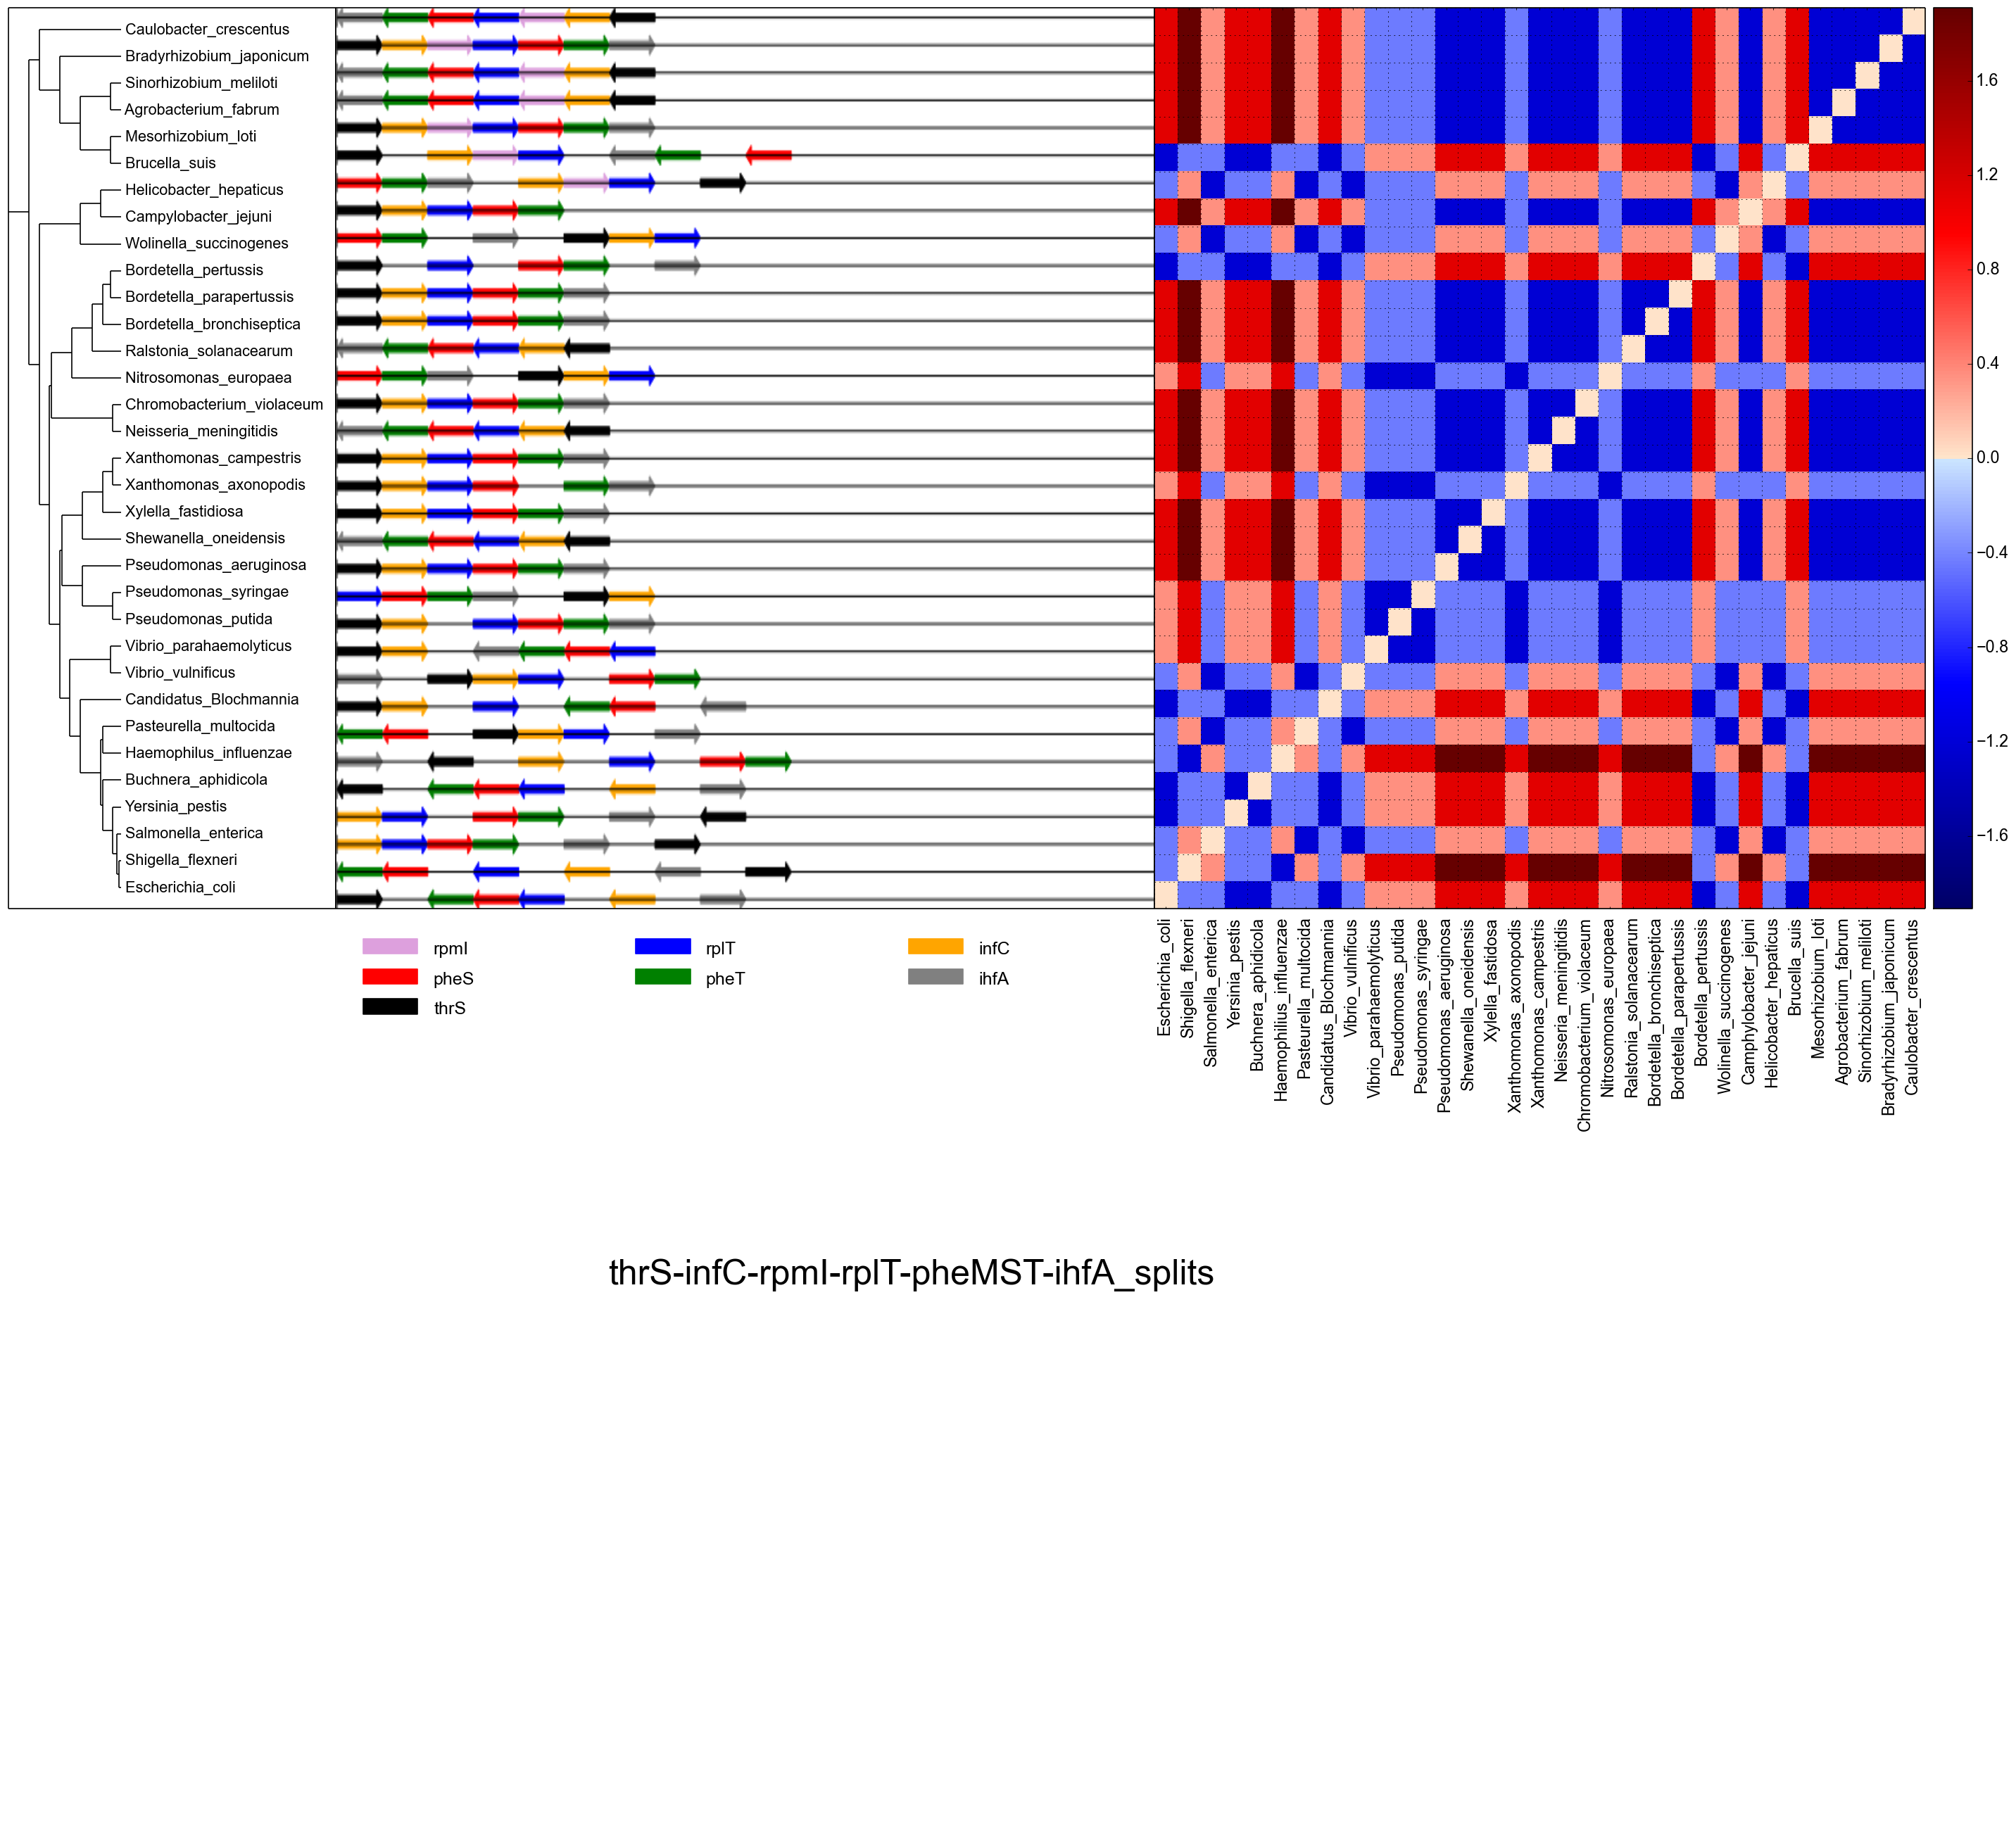 Caulobacter_crescentus
Bradyrhizobium_japonicum
Sinorhizobium_meliloti
Agrobacterium_fabrum
Mesorhizobium_loti
Brucella_suis
Helicobacter_hepaticus
Campylobacter_jejuni
Wolinella_succinogenes
Bordetella_pertussis
Bordetella_parapertussis
Bordetella_bronchiseptica
Ralstonia_solanacearum
Nitrosomonas_europaea
Chromobacterium_violaceum
Neisseria_meningitidis
Xanthomonas_campestris
Xanthomonas_axonopodis
Xylella_fastidiosa
Shewanella_oneidensis
Pseudomonas_aeruginosa
Pseudomonas_syringae
Pseudomonas_putida
Vibrio_parahaemolyticus
Vibrio_vulnificus
Candidatus_Blochmannia
Pasteurella_multocida
Haemophilus_influenzae
Buchnera_aphidicola
Yersinia_pestis
Salmonella_enterica
Shigella_flexneri
Escherichia_coli
1.6
1.2
0.8
0.4
0.0
−0.4
−0.8
−1.2
−1.6
Escherichia_coli
Shigella_flexneri
Salmonella_enterica
Yersinia_pestis
Buchnera_aphidicola
Haemophilus_influenzae
Pasteurella_multocida
Candidatus_Blochmannia
Vibrio_vulnificus
Vibrio_parahaemolyticus
Pseudomonas_putida
Pseudomonas_syringae
Pseudomonas_aeruginosa
Shewanella_oneidensis
Xylella_fastidiosa
Xanthomonas_axonopodis
Xanthomonas_campestris
Neisseria_meningitidis
Chromobacterium_violaceum
Nitrosomonas_europaea
Ralstonia_solanacearum
Bordetella_bronchiseptica
Bordetella_parapertussis
Bordetella_pertussis
Wolinella_succinogenes
Camphylobacter_jejuni
Helicobacter_hepaticus
Brucella_suis
Mesorhizobium_loti
Agrobacterium_fabrum
Sinorhizobium_meliloti
Bradyrhizobium_japonicum
Caulobacter_crescentus
rpmI rplT infC
pheS pheT ihfA
thrS
thrS-infC-rpmI-rplT-pheMST-ihfA_splits